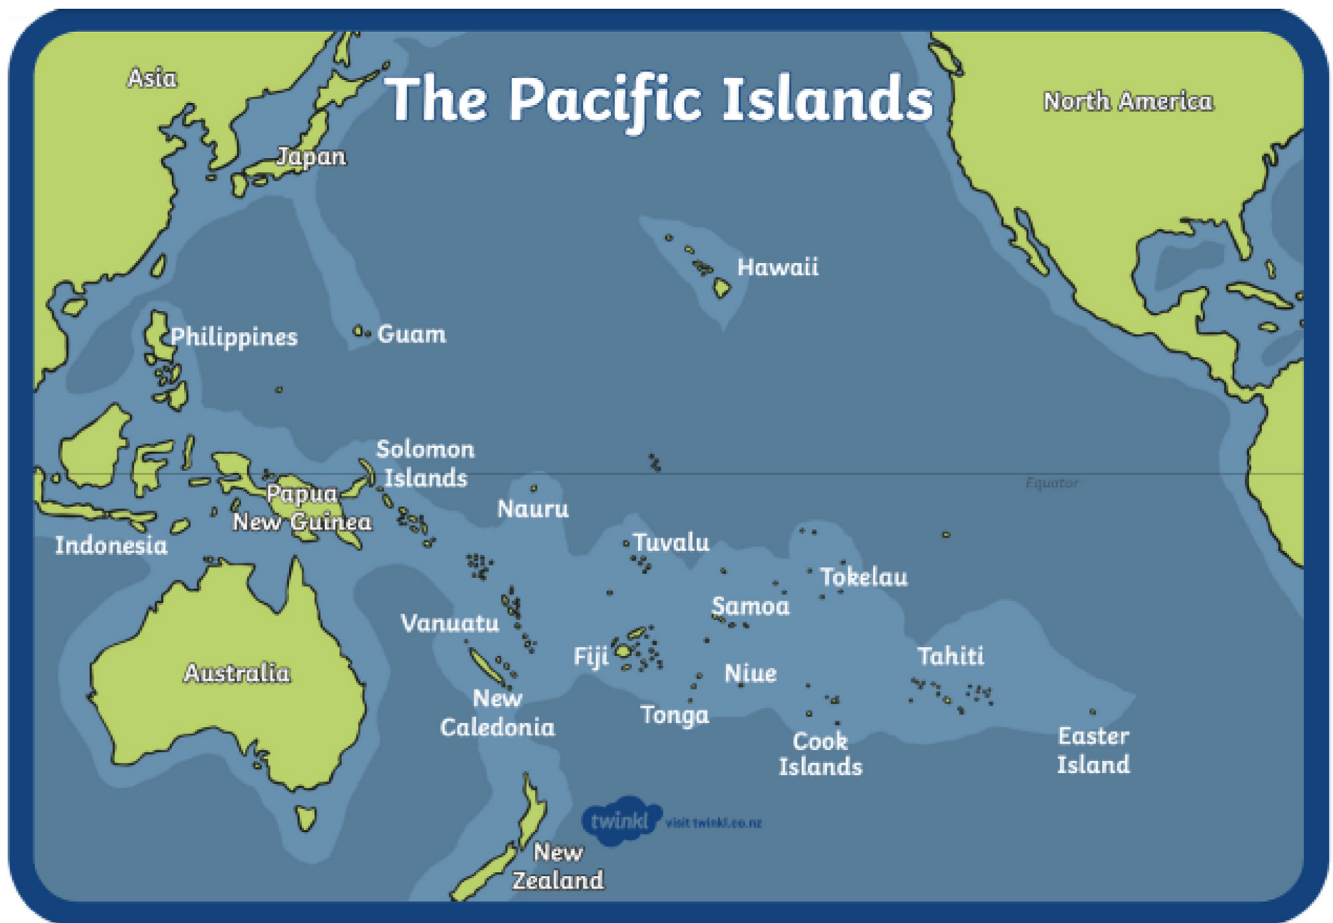 The Pacific Islands
Asia
North America
Japan
Hawaii
Philippines
Guam
Solomon
Islands
Equator
Papua
New Guinea
Nauru
Indonesia
Tuvalu
Tokelau
Samoa
Vanuatu
Fiji
Tahiti
Australia
Niue
New
Caledonia
Tonga
Cook
Islands
Easter
Island
twinkl visit twinkl.co.nz
New
Zealand